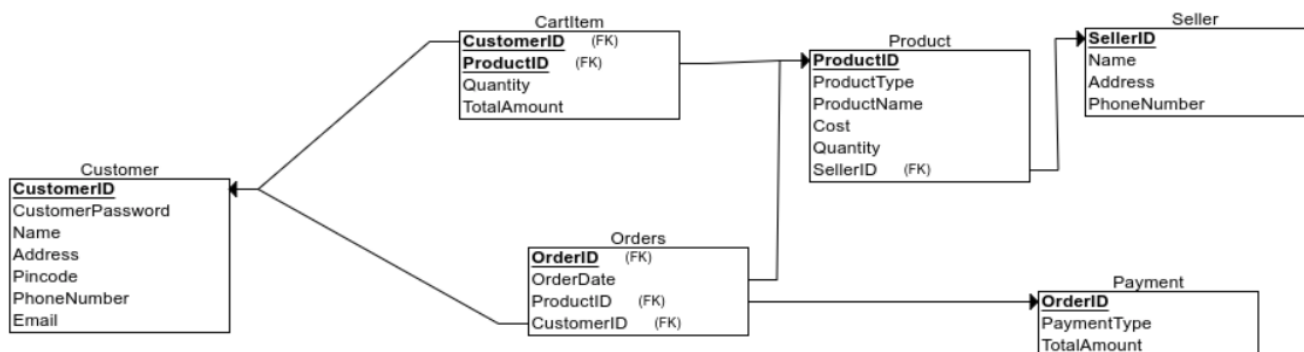 CartItem
CustomerID (FK)
ProductID (FK)
Quantity
TotalAmount
Product
ProductID
ProductType
ProductName
Cost
Quantity
SellerID (FK)
Seller
SellerID
Name
Address
PhoneNumber
Customer
CustomerID
CustomerPassword
Name
Address
Pincode
PhoneNumber
Email
Orders
OrderID (FK)
OrderDate
ProductID (FK)
CustomerID (FK)
Payment
OrderID
PaymentType
TotalAmount